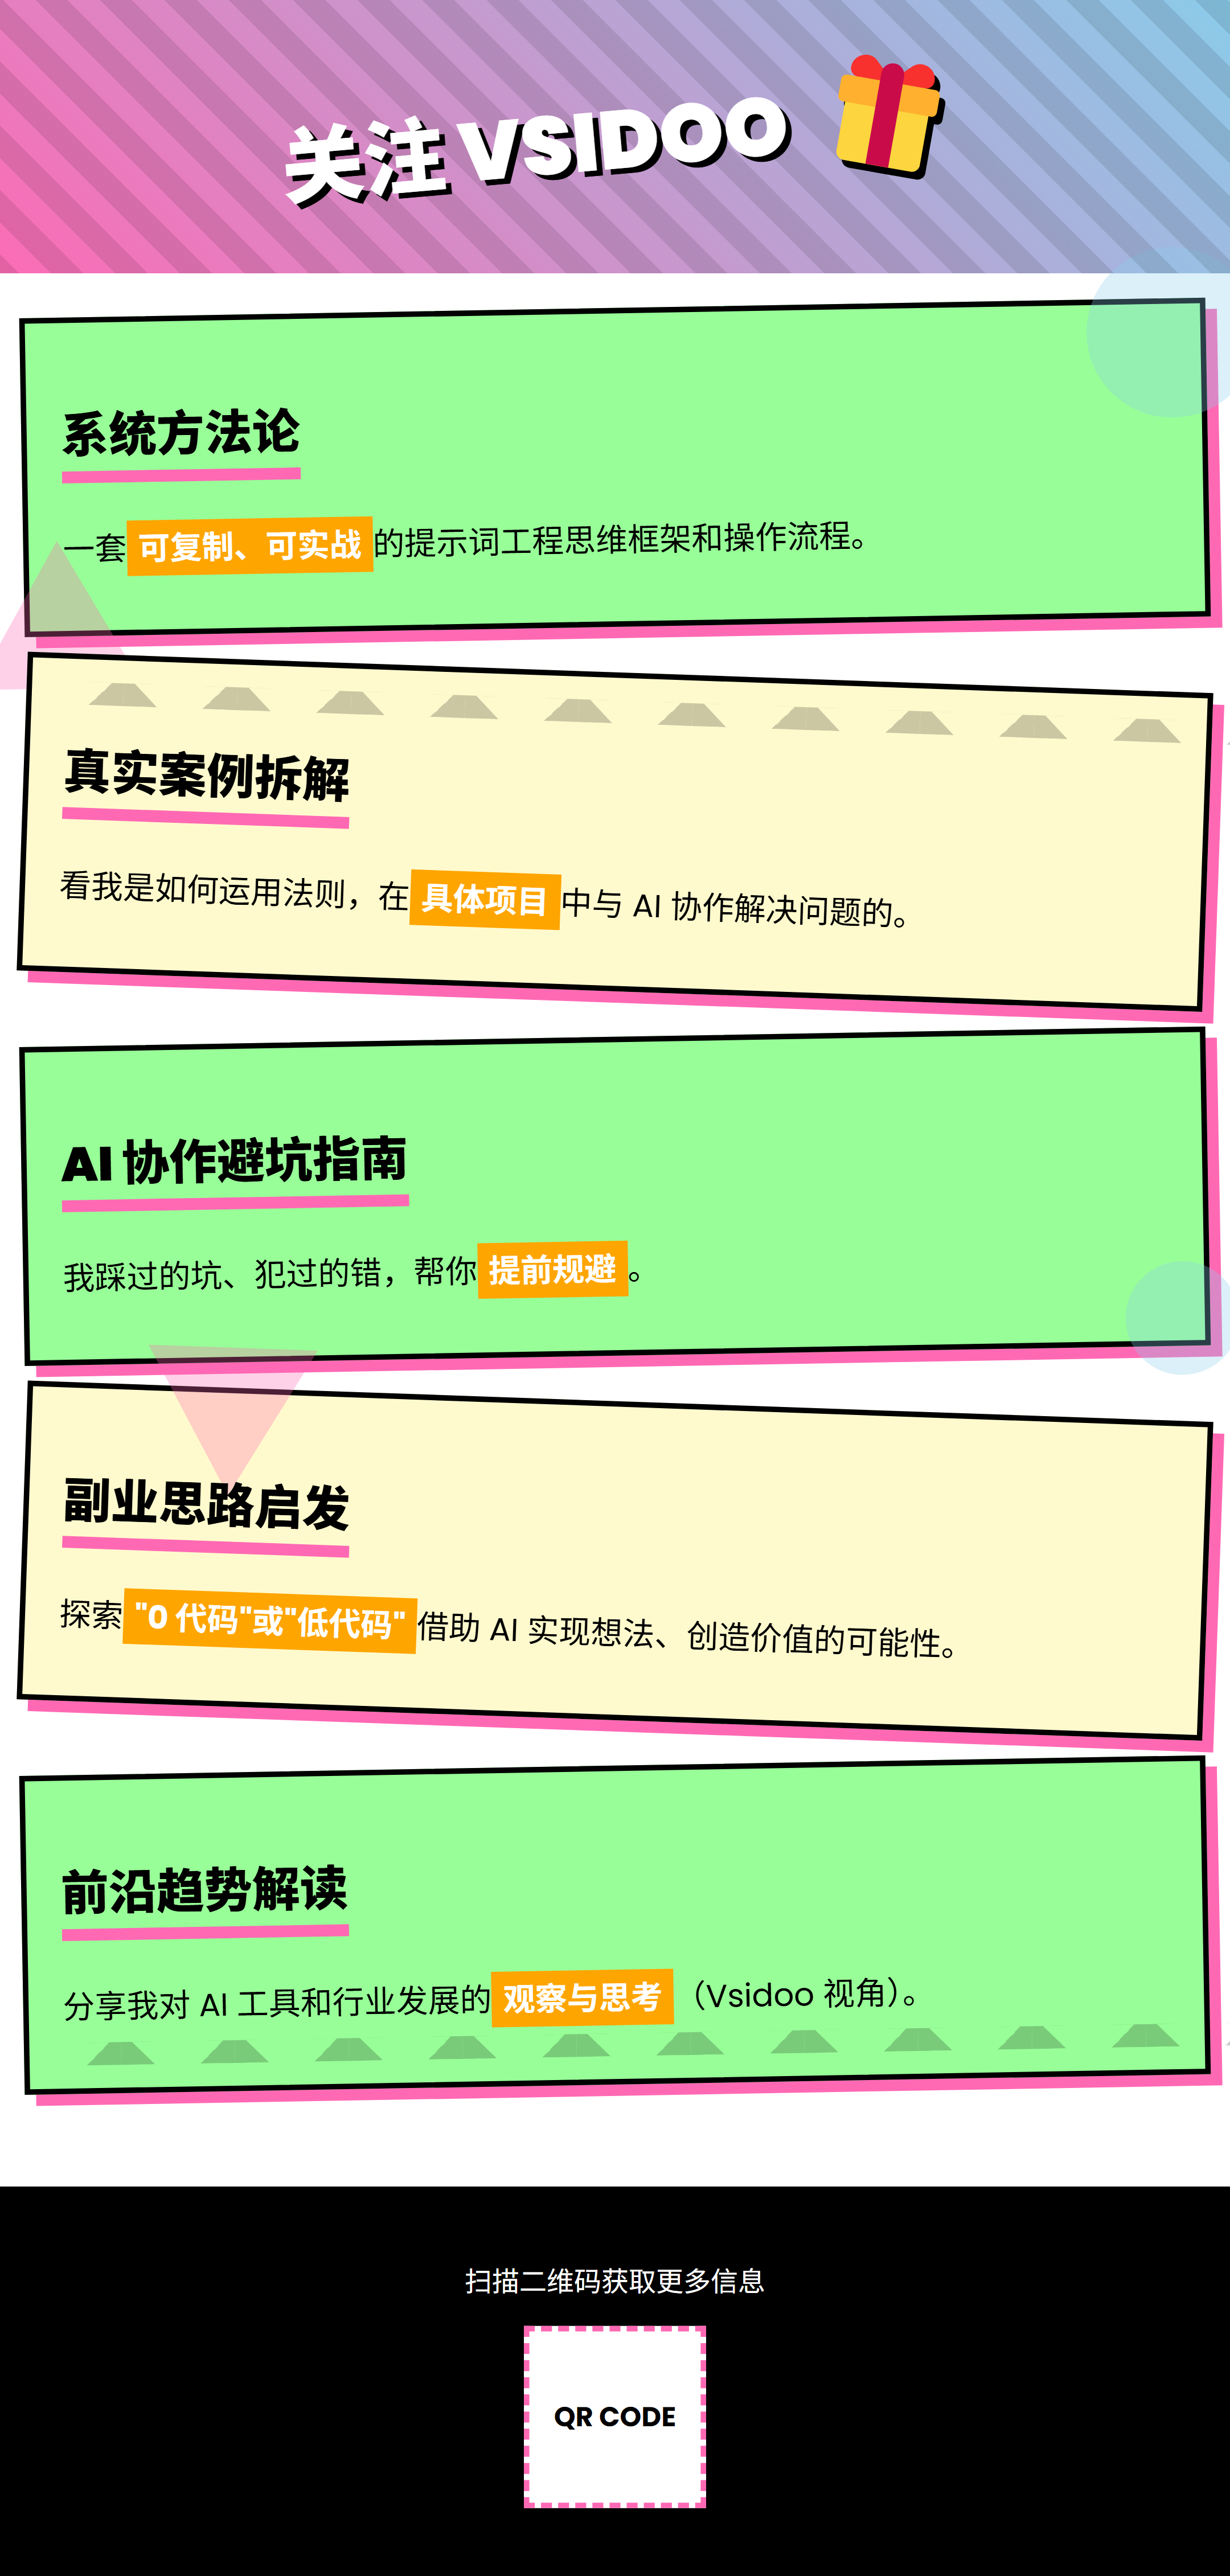 关注 VSIDOO
系统方法论
一套可复制、可实战的提示词工程思维框架和操作流程。
真实案例拆解
看我是如何运用法则，在具体项目中与 AI 协作解决问题的。
AI 协作避坑指南
我踩过的坑、犯过的错，帮你提前规避。
副业思路启发
探索"0 代码"或"低代码"借助 AI 实现想法、创造价值的可能性。
前沿趋势解读
分享我对 AI 工具和行业发展的观察与思考（Vsidoo 视角）。
扫描二维码获取更多信息
QR CODE